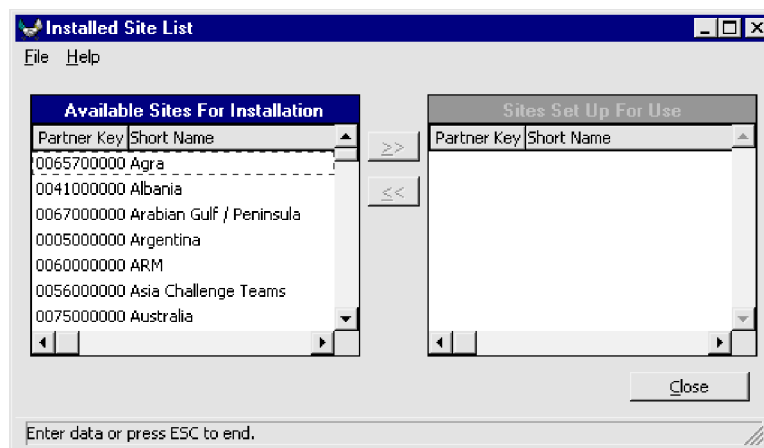 Installed Site List
File Help
Available Sites For Installation
Partner Key Short Name
0065700000 Agra
0041000000 Albania
0067000000 Arabian Gulf / Peninsula
0005000000 Argentina
0060000000 ARM
0056000000 Asia Challenge Teams
0075000000 Australia
>>
<<
Sites Set Up For Use
Partner Key Short Name
Close
Enter data or press ESC to end.